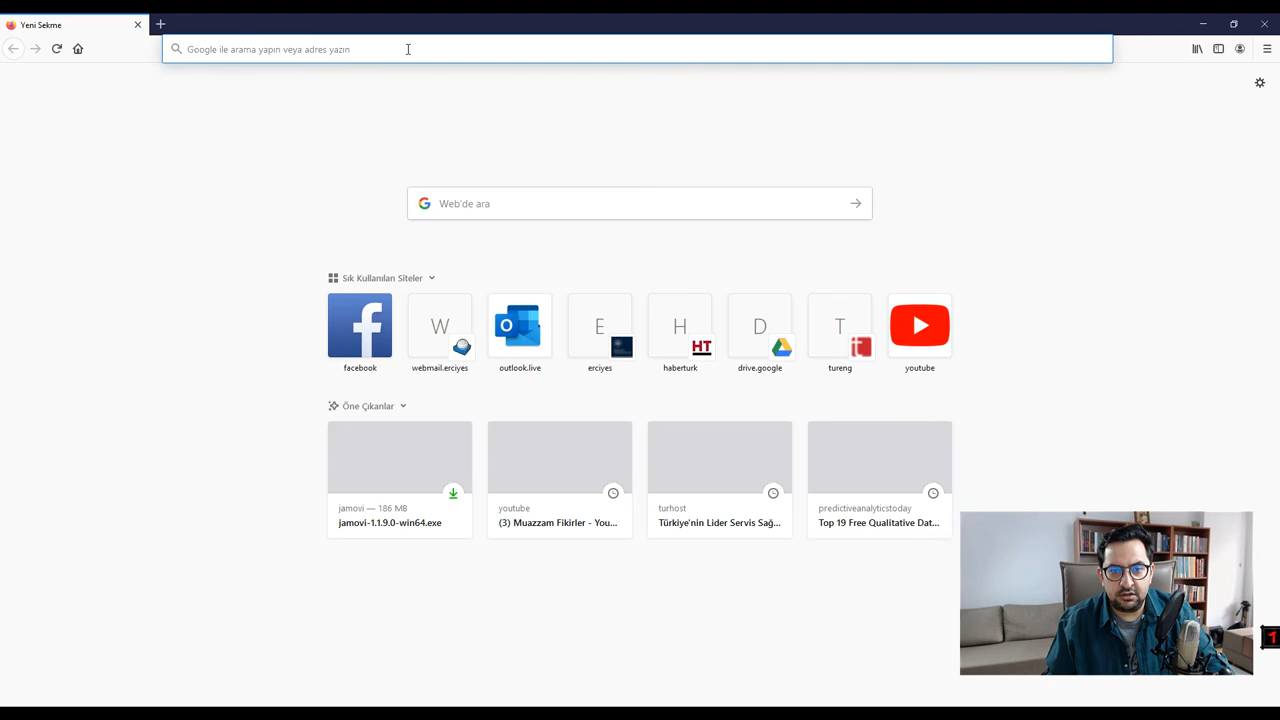 Yeni Sekme
Google ile arama yapın veya adres yazın
Web'de ara
Sık Kullanılan Siteler
W
E
H
HT
D
T
facebook
webmail.erciyes
outlook.live
erciyes
haberturk
drive.google
tureng
youtube
Öne Çıkanlar
jamovi — 186 MB
jamovi-1.1.9.0-win64.exe
youtube
(3) Muazzam Fikirler - You...
turhost
Türkiye'nin Lider Servis Sağ...
predictiveanalyticstoday
Top 19 Free Qualitative Dat...
1